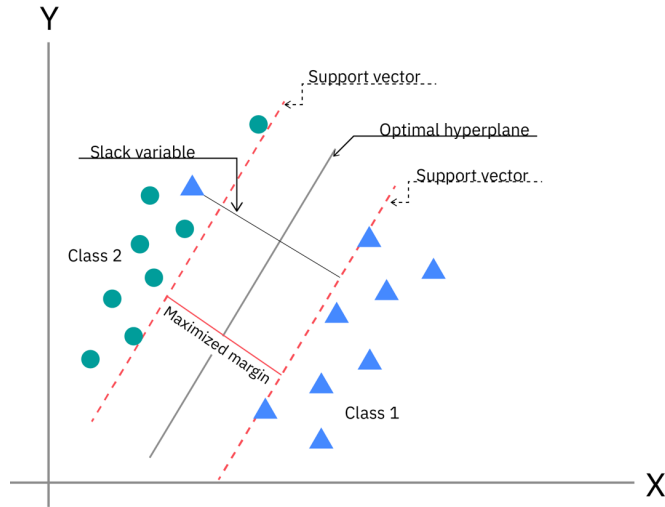 Y
Support vector
Optimal hyperplane
Slack variable
Support vector
Class 2
Maximized margin
Class 1
X